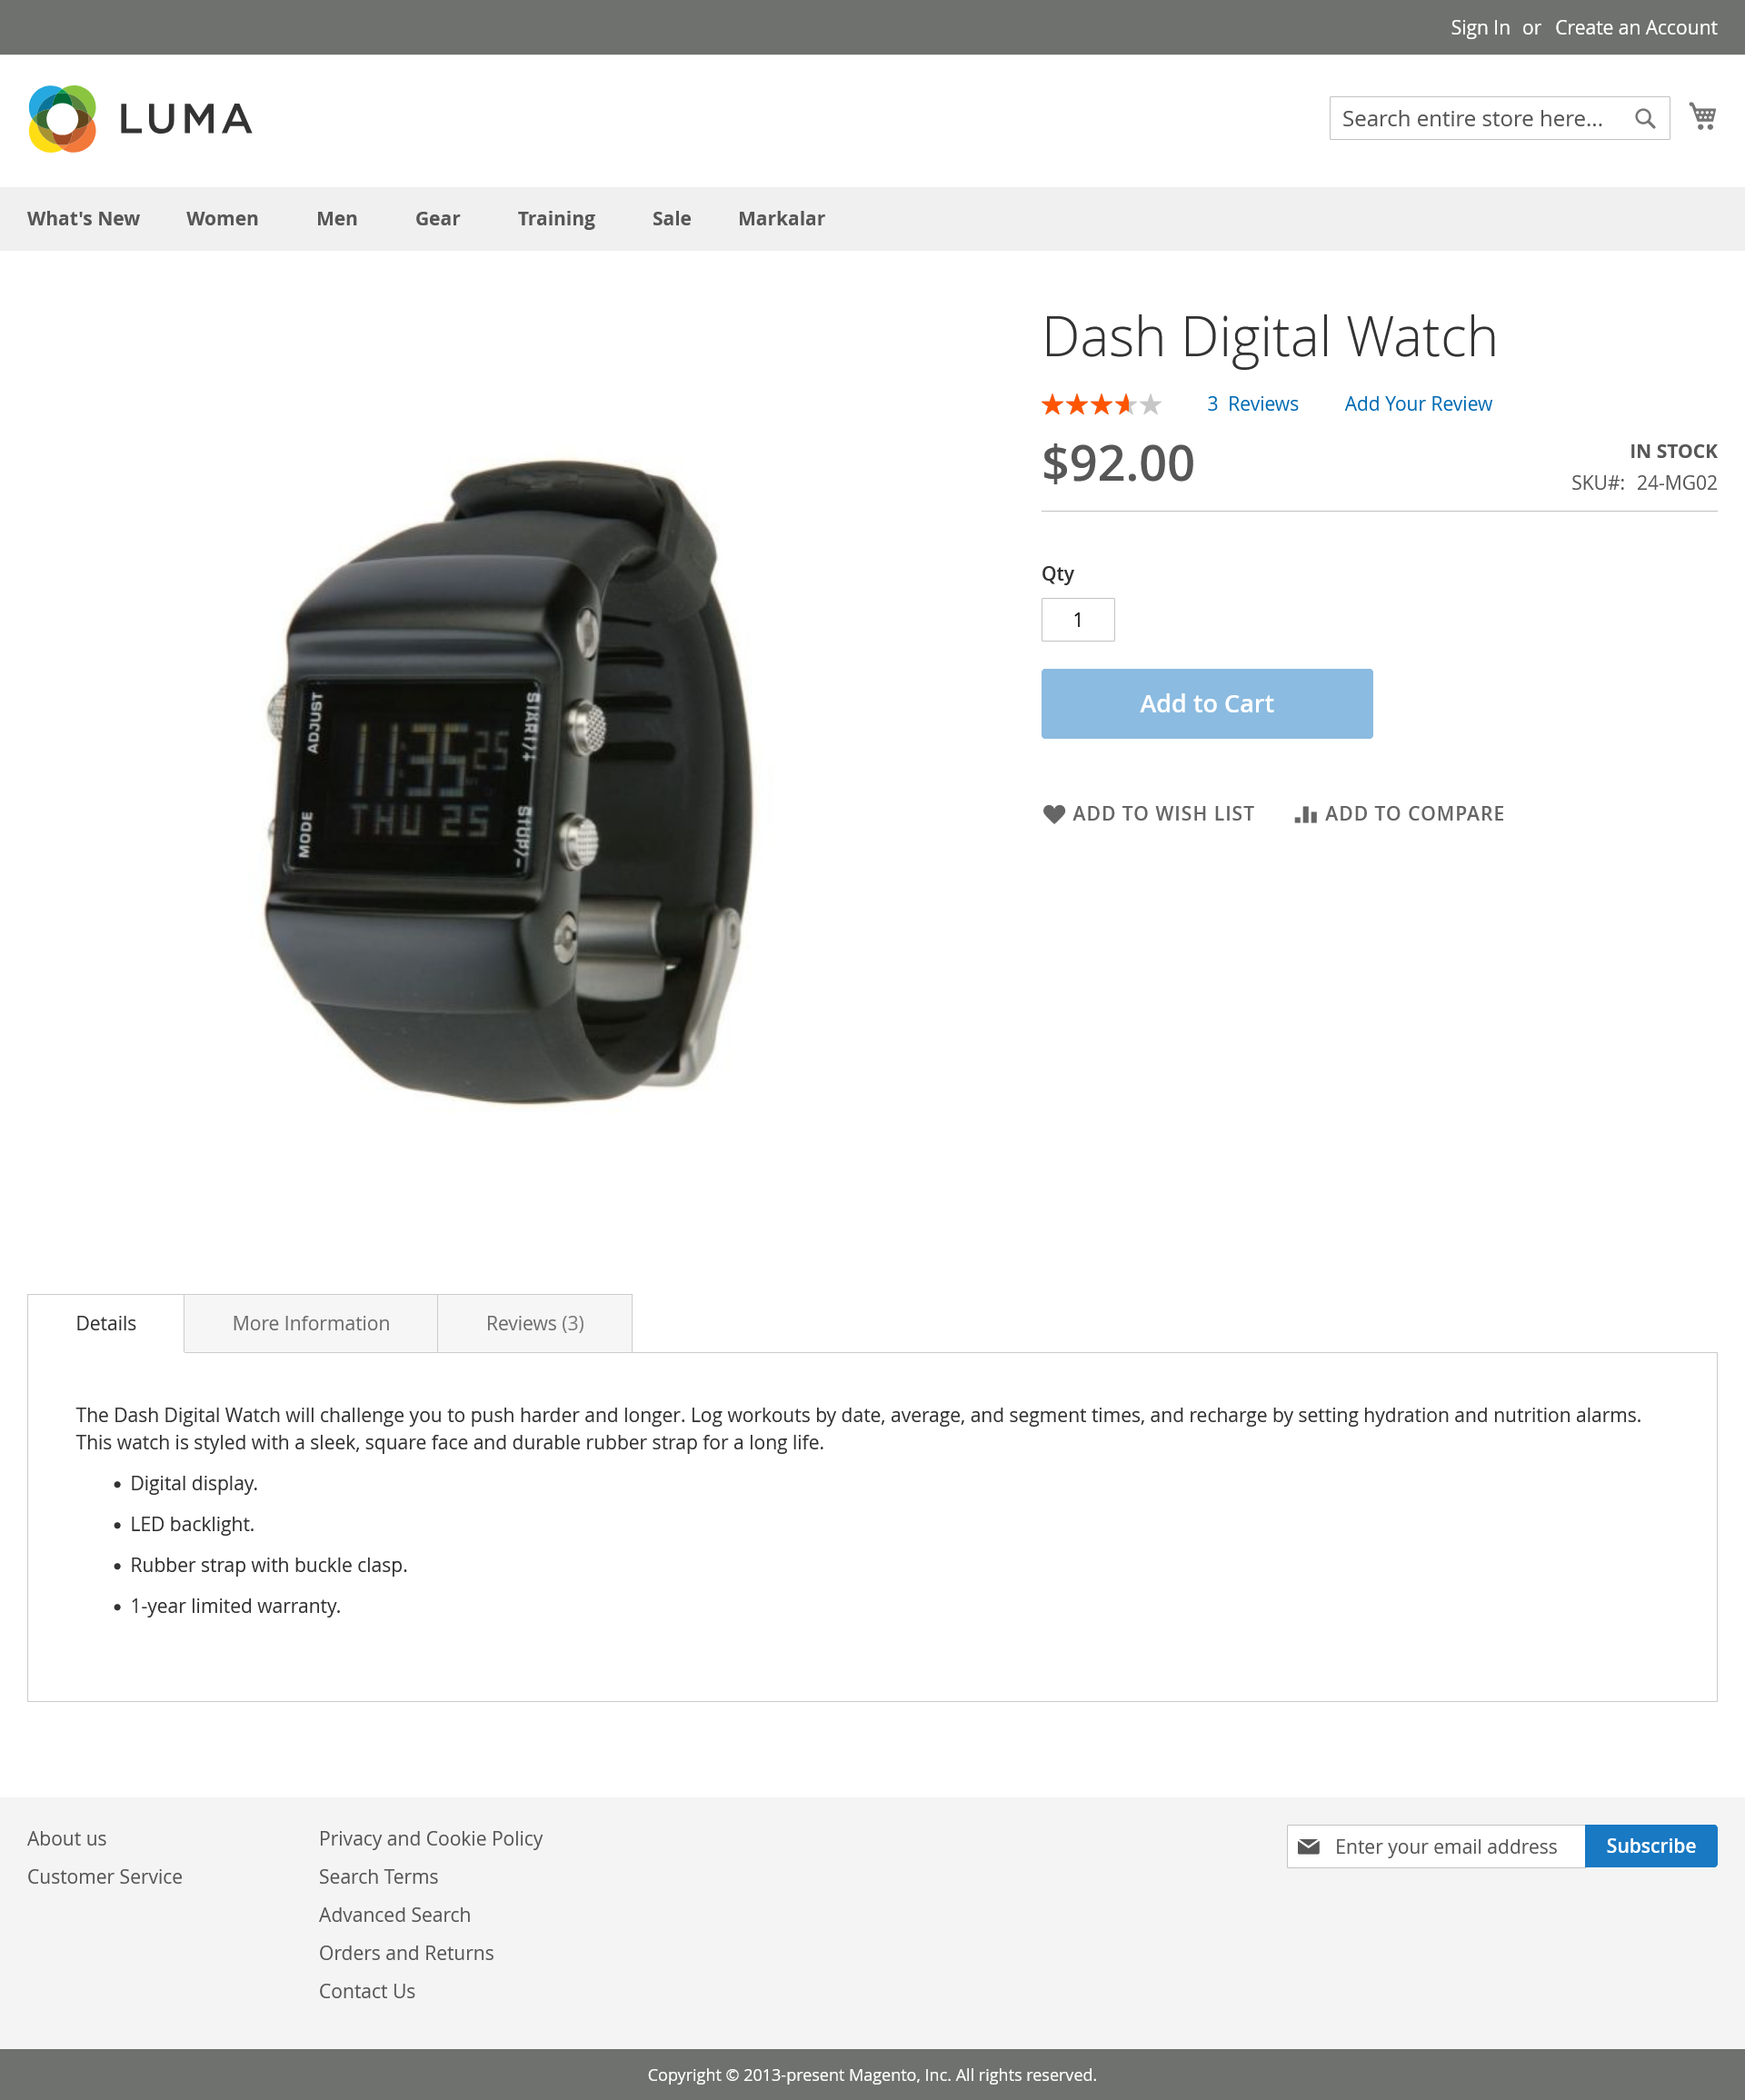 Sign In or Create an Account
LUMA
Search entire store here...
What's New Women Men Gear Training Sale Markalar
Dash Digital Watch
3 Reviews Add Your Review
$92.00
IN STOCK
SKU#: 24-MG02
Qty
1
Add to Cart
ADD TO WISH LIST ADD TO COMPARE
ADJUST
START/+
11:35 25
THU 25
MODE
STOP/-
Details More Information Reviews (3)
The Dash Digital Watch will challenge you to push harder and longer. Log workouts by date, average, and segment times, and recharge by setting hydration and nutrition alarms.
This watch is styled with a sleek, square face and durable rubber strap for a long life.
• Digital display.
• LED backlight.
• Rubber strap with buckle clasp.
• 1-year limited warranty.
About us
Customer Service
Privacy and Cookie Policy
Search Terms
Advanced Search
Orders and Returns
Contact Us
Enter your email address Subscribe
Copyright © 2013-present Magento, Inc. All rights reserved.